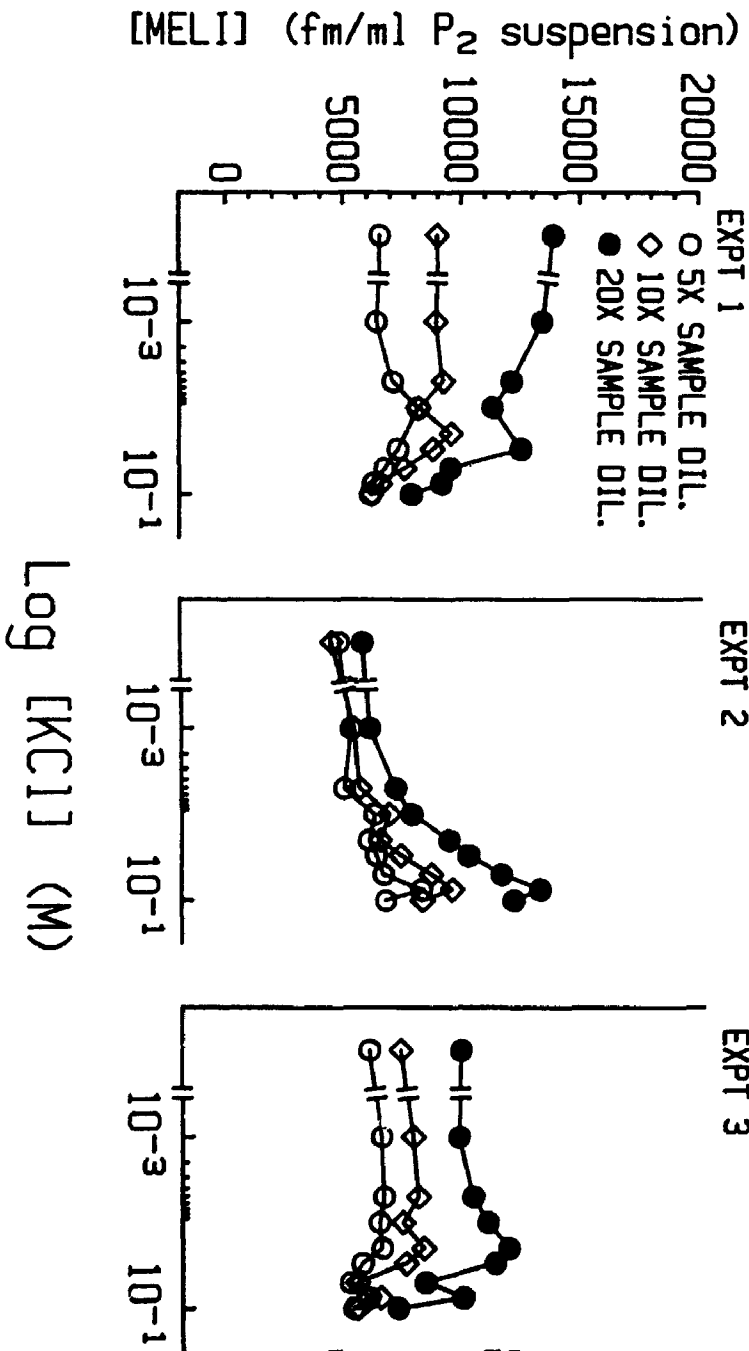 [MELI] (fm/ml P2 suspension)
20000
15000
10000
5000
0
EXPT 1
O 5X SAMPLE DIL.
◇ 10X SAMPLE DIL.
● 20X SAMPLE DIL.
10-3
10-1
EXPT 2
10-3
10-1
EXPT 3
10-3
10-1
Log [KCl] (M)